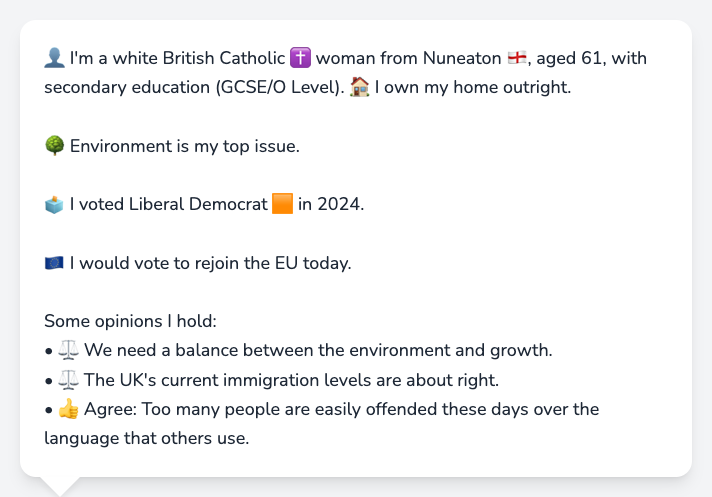 👤 I'm a white British Catholic ✝️ woman from Nuneaton 🏴󠁧󠁢󠁥󠁮󠁧󠁿, aged 61, with
secondary education (GCSE/O Level). 🏠 I own my home outright.
🌳 Environment is my top issue.
🗳️ I voted Liberal Democrat 🟧 in 2024.
🇪🇺 I would vote to rejoin the EU today.
Some opinions I hold:
• ⚖️ We need a balance between the environment and growth.
• ⚖️ The UK's current immigration levels are about right.
• 👍 Agree: Too many people are easily offended these days over the
language that others use.